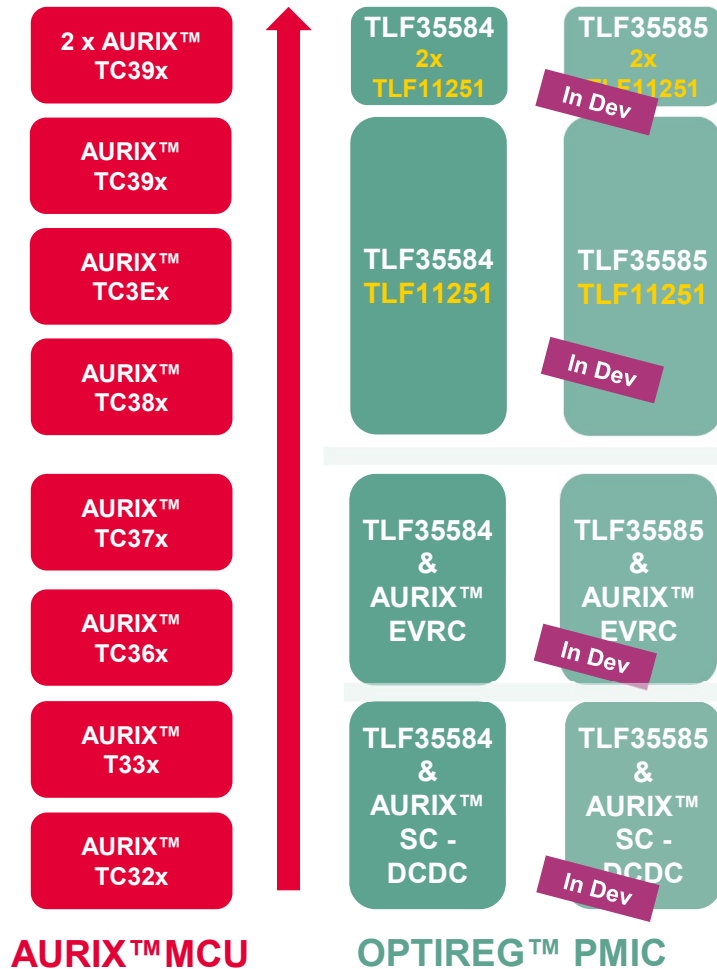 2 x AURIX™
TC39x
AURIX™
TC39x
AURIX™
TC3Ex
AURIX™
TC38x
AURIX™
TC37x
AURIX™
TC36x
AURIX™
T33x
AURIX™
TC32x
AURIX™MCU
TLF35584
2x
TLF11251
TLF35584
TLF11251
TLF35584
&
AURIX™
EVRC
TLF35584
&
AURIX™
SC -
DCDC
TLF35585
2x
TLF11251
In Dev
TLF35585
TLF11251
In Dev
TLF35585
&
AURIX™
EVRC
In Dev
TLF35585
&
AURIX™
SC -
DCDC
In Dev
OPTIREG™ PMIC